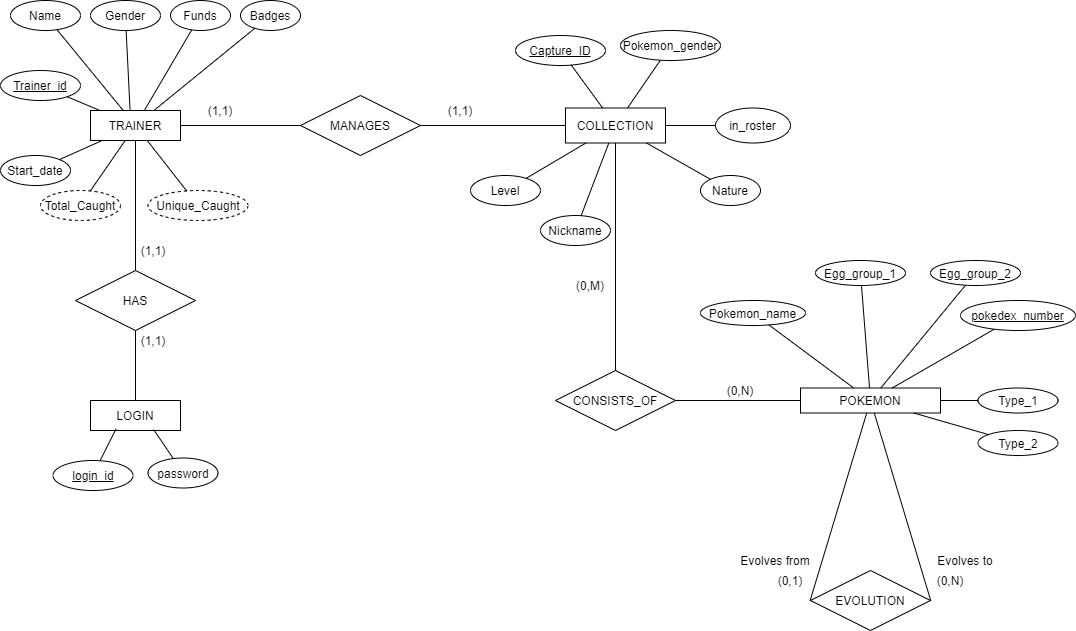 Name
Gender
Funds
Badges
Trainer_id
TRAINER
(1,1)
MANAGES
(1,1)
Capture_ID
Pokemon_gender
COLLECTION
in_roster
Start_date
Total_Caught
Unique_Caught
Level
Nickname
Nature
(1,1)
HAS
(1,1)
LOGIN
login_id
password
(0,M)
CONSISTS_OF
(0,N)
Pokemon_name
Egg_group_1
Egg_group_2
pokedex_number
POKEMON
Type_1
Type_2
Evolves from
(0,1)
Evolves to
(0,N)
EVOLUTION